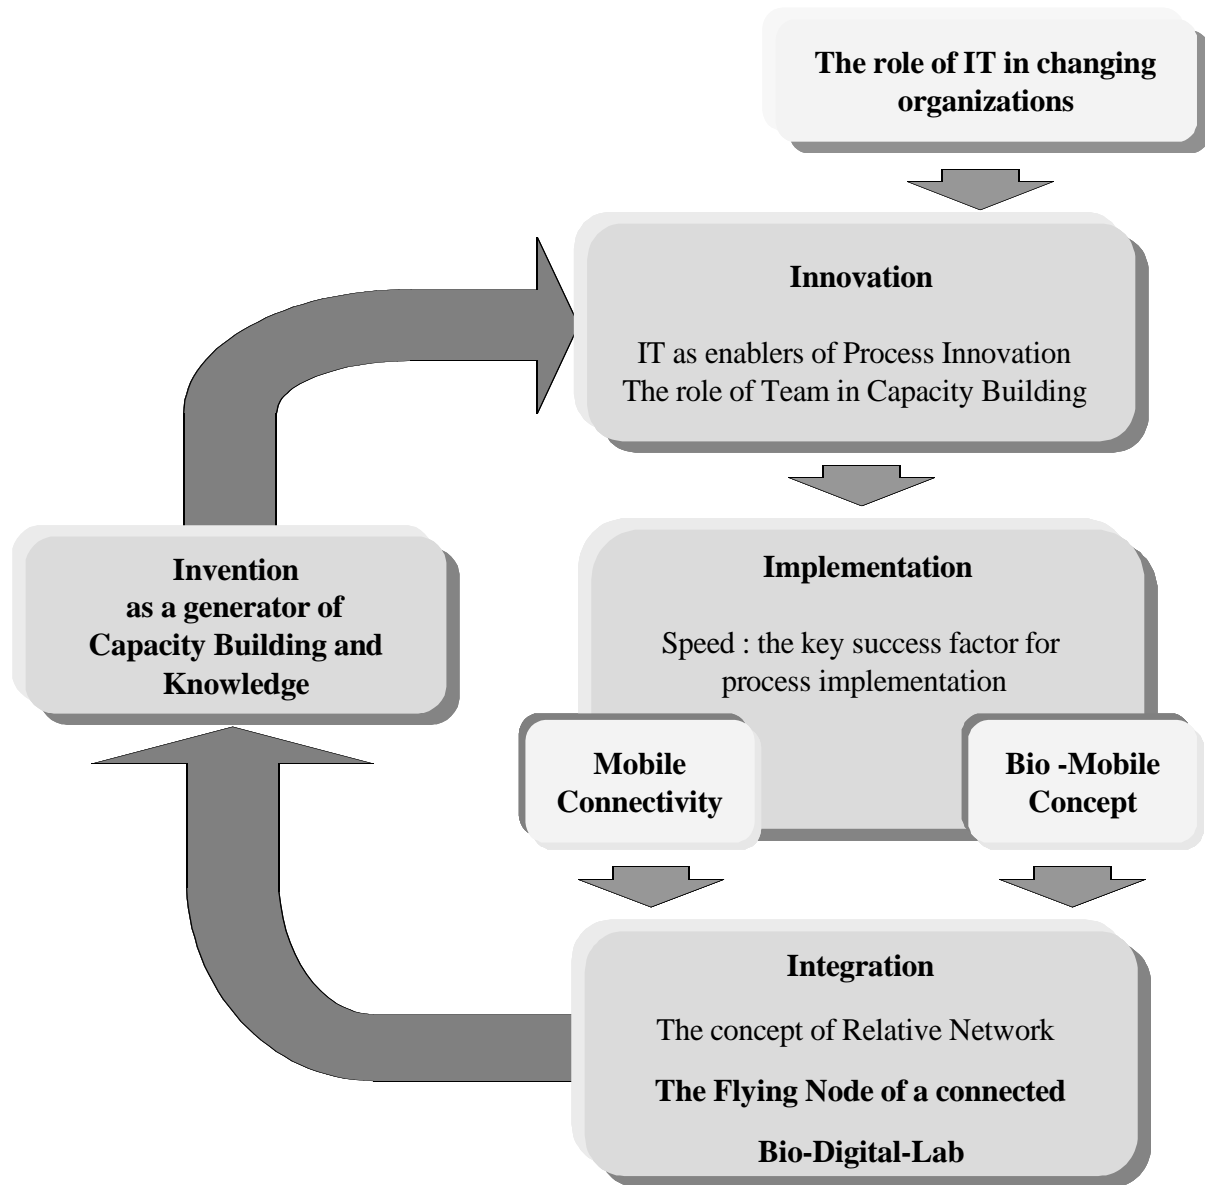 The role of IT in changing
organizations
Innovation
IT as enablers of Process Innovation
The role of Team in Capacity Building
Invention
as a generator of
Capacity Building and
Knowledge
Implementation
Speed : the key success factor for
process implementation
Mobile
Connectivity
Bio -Mobile
Concept
Integration
The concept of Relative Network
The Flying Node of a connected
Bio-Digital-Lab